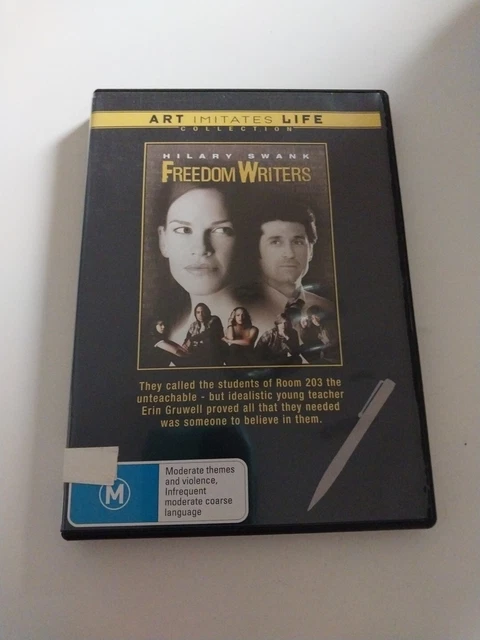 ART IMITATES LIFE
COLLECTION
HILARY SWANK
FREEDOM WRITERS
They called the students of Room 203 the
unteachable - but idealistic young teacher
Erin Gruwell proved all that they needed
was someone to believe in them.
M
Moderate themes
and violence,
Infrequent
moderate coarse
language